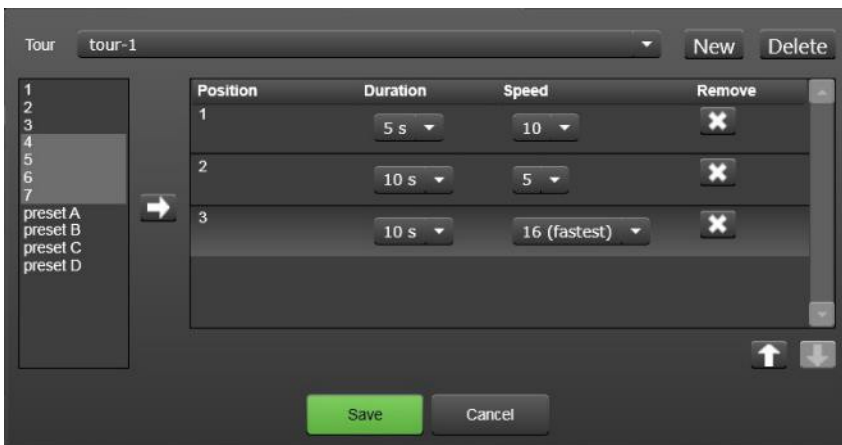 Tour tour-1 New Delete
1
2
3
4
5
6
7
preset A
preset B
preset C
preset D
Position Duration Speed Remove
1 5 s 10
2 10 s 5
3 10 s 16 (fastest)
Save Cancel